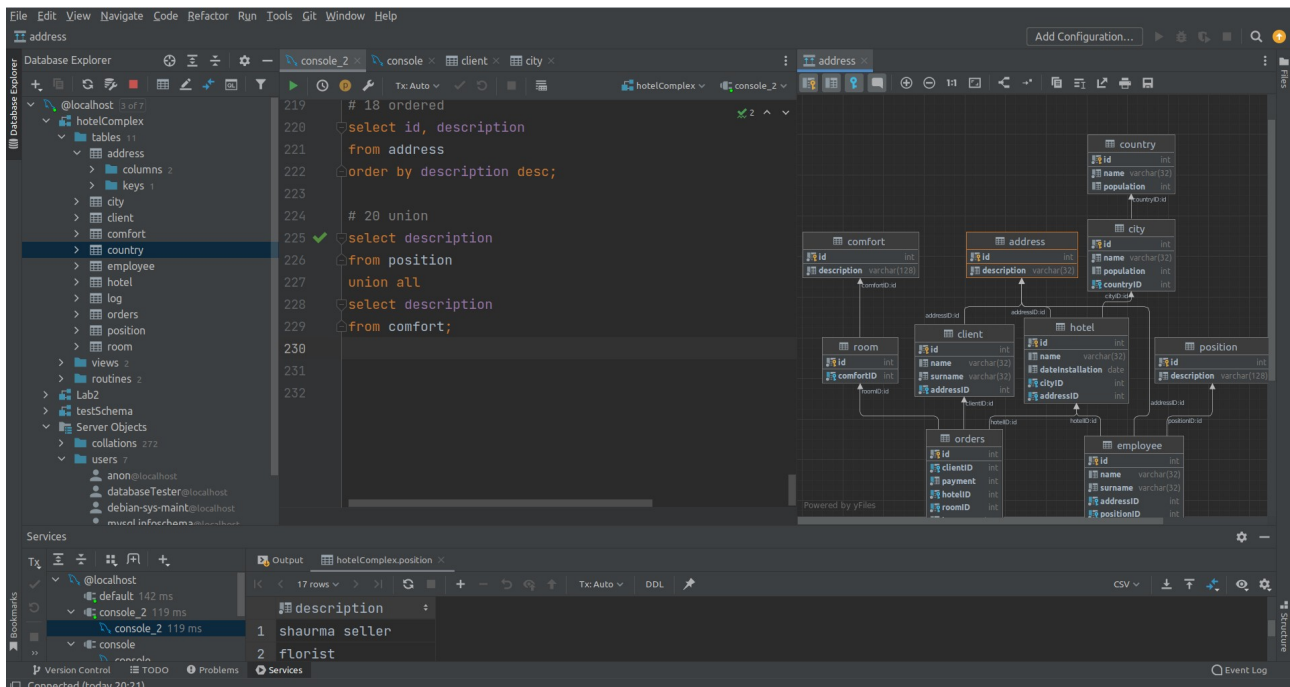 File Edit View Navigate Code Refactor Run Tools Git Window Help
address
Add Configuration...
Database Explorer
@localhost 3 of 7
hotelComplex
tables 11
address
columns 2
keys 1
city
client
comfort
country
employee
hotel
log
orders
position
room
views 2
routines 2
Lab2
testSchema
Server Objects
collations 272
users 7
anon@localhost
databaseTester@localhost
debian-sys-maint@localhost
mysql.infoschema@localhost
console_2 console client city
Tx: Auto hotelComplex console_2
2
219 # 18 ordered
220 select id, description
221 from address
222 order by description desc;
223
224 # 20 union
225 select description
226 from position
227 union all
228 select description
229 from comfort;
230
231
232
address
1:1
country
id int
name varchar(32)
population int
countryID:id
city
id int
name varchar(32)
population int
countryID int
cityID:id
comfort
id int
description varchar(128)
comfortID:id
address
id int
description varchar(32)
addressID:id
addressID:id
client
id int
name varchar(32)
surname varchar(32)
addressID int
clientID:id
hotel
id int
name varchar(32)
dateInstallation date
cityID int
addressID int
room
id int
comfortID int
roomID:id
position
id int
description varchar(128)
addressID:id
hotelID:id
hotelID:id
positionID:id
orders
id int
clientID int
payment int
hotelID int
roomID int
employee
id int
name varchar(32)
surname varchar(32)
addressID int
positionID int
Powered by yFiles
Files
Services
Tx
@localhost
default 142 ms
console_2 119 ms
console_2 119 ms
console
console
Output hotelComplex.position
17 rows Tx: Auto DDL CSV
description
1 shaurma seller
2 florist
Bookmarks
Structure
Version Control TODO Problems Services Event Log
Connected (today 20:21)